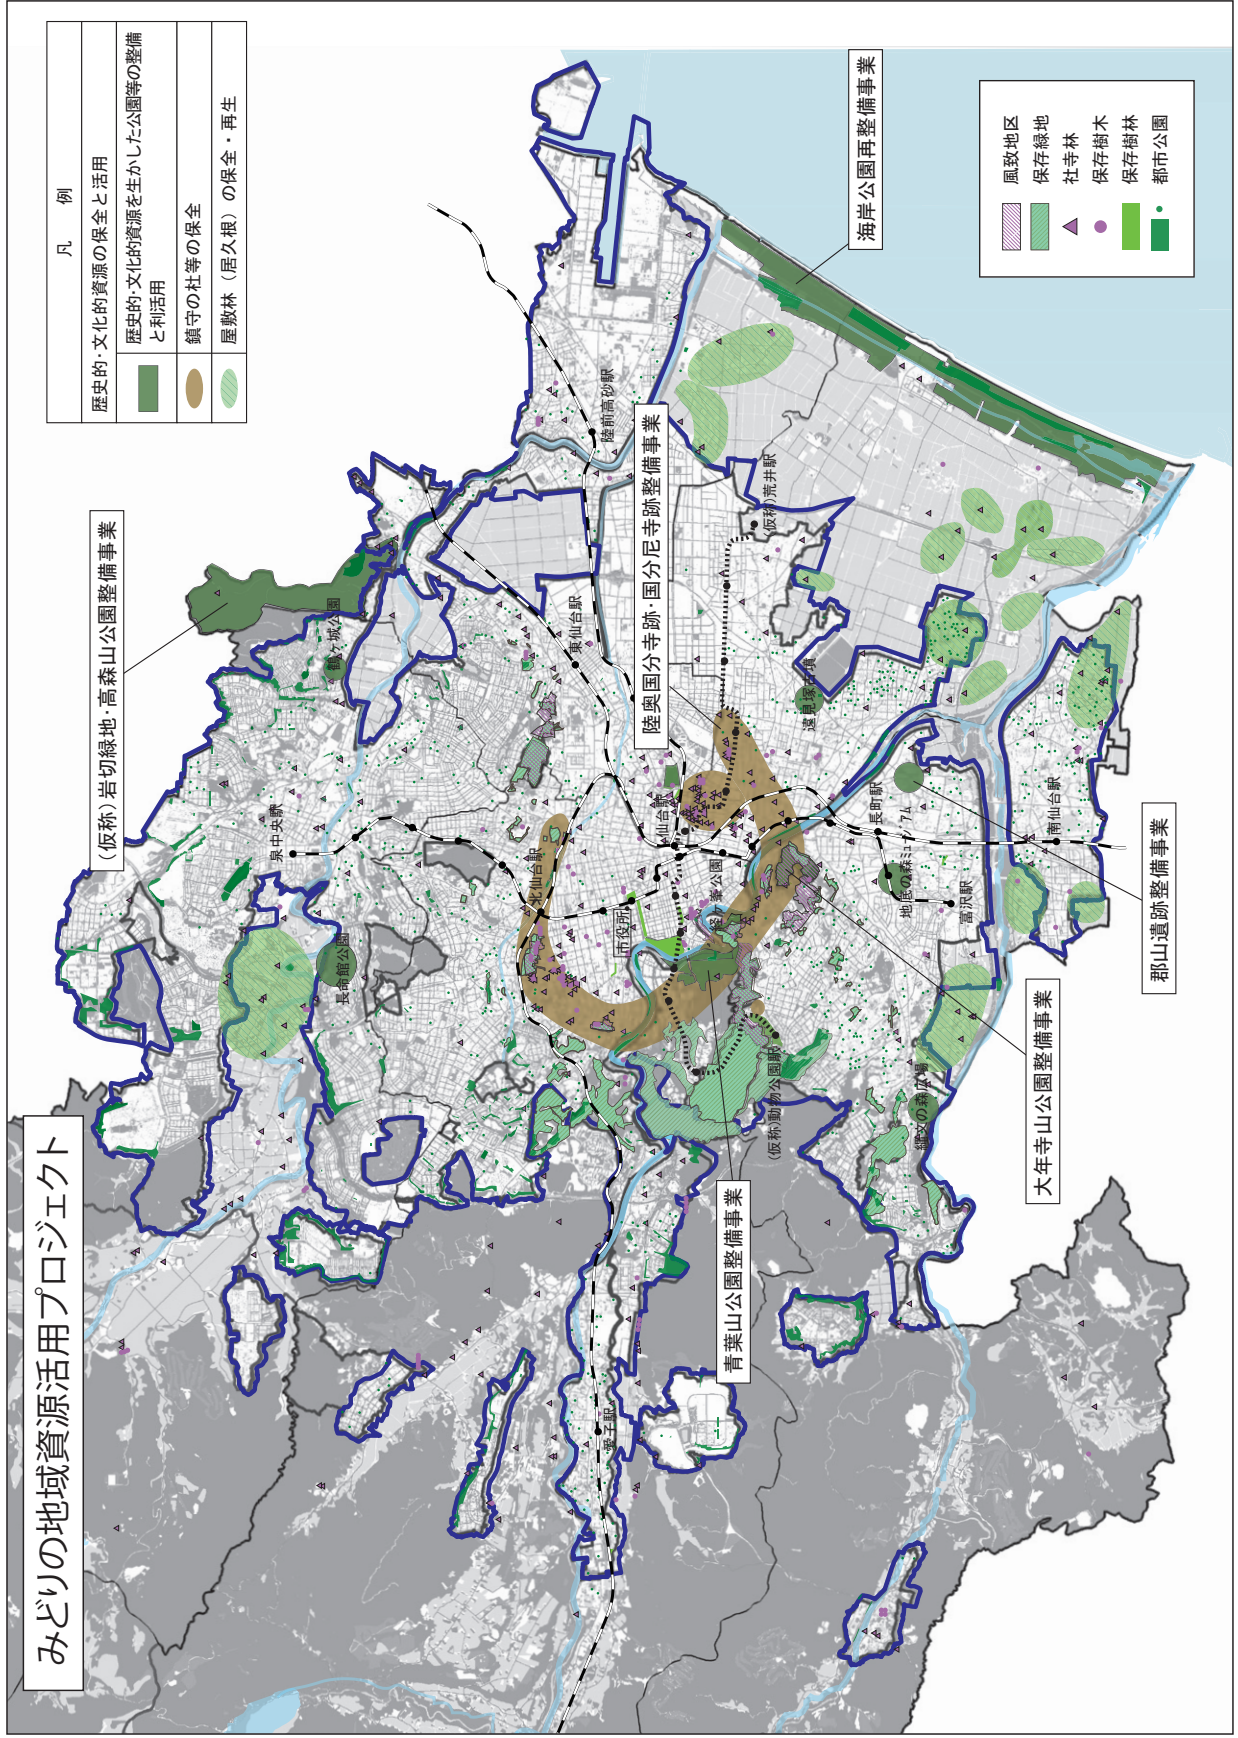 みどりの地域資源活用プロジェクト
凡　例
歴史的・文化的資源の保全と活用
歴史的・文化的資源を生かした公園等の整備
と利活用
鎮守の杜等の保全
屋敷林（居久根）の保全・再生
(仮称)岩切緑地・高森山公園整備事業
陸奥国分寺跡・国分尼寺跡整備事業
海岸公園再整備事業
青葉山公園整備事業
大年寺山公園整備事業
郡山遺跡整備事業
泉中央駅
鶴ヶ城公園
長命館公園
陸前高砂駅
東仙台駅
北仙台駅
仙台駅
市役所
経ヶ峯公園
(仮称)荒井駅
遠見塚古墳
愛子駅
(仮称)動物公園駅
長町駅
地底の森ミュージアム
富沢駅
縄文の森広場
南仙台駅
風致地区
保存緑地
社寺林
保存樹木
保存樹林
都市公園